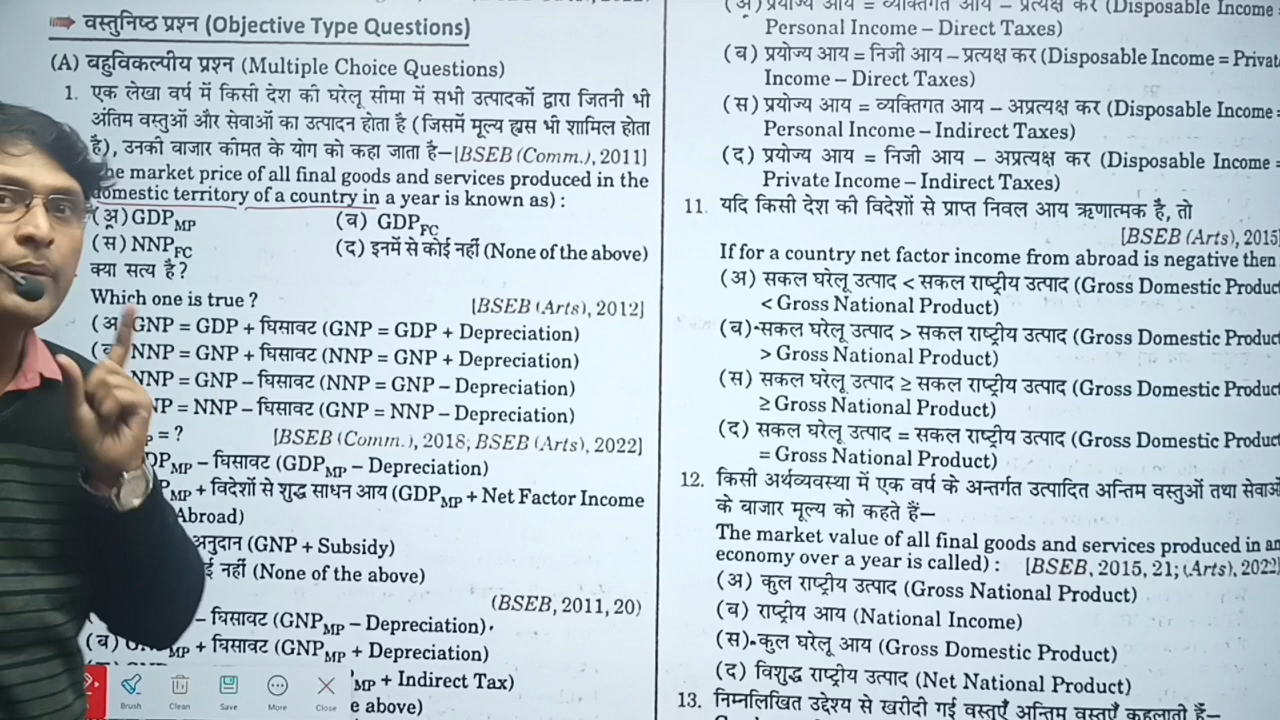 वस्तुनिष्ठ प्रश्न (Objective Type Questions)
(A) बहुविकल्पीय प्रश्न (Multiple Choice Questions)
1. एक लेखा वर्ष में किसी देश की घरेलू सीमा में सभी उत्पादकों द्वारा जितनी भी
अंतिम वस्तुओं और सेवाओं का उत्पादन होता है (जिसमें मूल्य ह्रास भी शामिल होता
है), उनकी बाजार कीमत के योग को कहा जाता है—[BSEB (Comm.), 2011]
he market price of all final goods and services produced in the
domestic territory of a country in a year is known as) :
(अ) GDPMP (ब) GDPFC
(स) NNPFC (द) इनमें से कोई नहीं (None of the above)
क्या सत्य है?
Which one is true ? [BSEB (Arts), 2012]
(अ) GNP = GDP + घिसावट (GNP = GDP + Depreciation)
NNP = GNP + घिसावट (NNP = GNP + Depreciation)
NNP = GNP – घिसावट (NNP = GNP – Depreciation)
NP = NNP – घिसावट (GNP = NNP – Depreciation)
P = ? [BSEB (Comm.), 2018; BSEB (Arts), 2022]
DPMP – घिसावट (GDPMP – Depreciation)
MP + विदेशों से शुद्ध साधन आय (GDPMP + Net Factor Income
Abroad)
अनुदान (GNP + Subsidy)
नहीं (None of the above)
(BSEB, 2011, 20)
– घिसावट (GNPMP – Depreciation).
(ब) MP + घिसावट (GNPMP + Depreciation)
MP + Indirect Tax)
e above)
Brush Clean Save More Close
(अ) प्रयोज्य आय = व्यक्तिगत आय – प्रत्यक्ष कर (Disposable Income =
Personal Income – Direct Taxes)
(ब) प्रयोज्य आय = निजी आय – प्रत्यक्ष कर (Disposable Income = Privat
Income – Direct Taxes)
(स) प्रयोज्य आय = व्यक्तिगत आय – अप्रत्यक्ष कर (Disposable Income =
Personal Income – Indirect Taxes)
(द) प्रयोज्य आय = निजी आय – अप्रत्यक्ष कर (Disposable Income =
Private Income – Indirect Taxes)
11. यदि किसी देश की विदेशों से प्राप्त निवल आय ऋणात्मक है, तो
[BSEB (Arts), 2015]
If for a country net factor income from abroad is negative then
(अ) सकल घरेलू उत्पाद < सकल राष्ट्रीय उत्पाद (Gross Domestic Product
< Gross National Product)
(ब) सकल घरेलू उत्पाद > सकल राष्ट्रीय उत्पाद (Gross Domestic Product
> Gross National Product)
(स) सकल घरेलू उत्पाद ≥ सकल राष्ट्रीय उत्पाद (Gross Domestic Product
≥ Gross National Product)
(द) सकल घरेलू उत्पाद = सकल राष्ट्रीय उत्पाद (Gross Domestic Product
= Gross National Product)
12. किसी अर्थव्यवस्था में एक वर्ष के अन्तर्गत उत्पादित अन्तिम वस्तुओं तथा सेवाओं
के बाजार मूल्य को कहते हैं—
The market value of all final goods and services produced in an
economy over a year is called) : [BSEB, 2015, 21; (Arts), 2022]
(अ) कुल राष्ट्रीय उत्पाद (Gross National Product)
(ब) राष्ट्रीय आय (National Income)
(स) कुल घरेलू आय (Gross Domestic Product)
(द) विशुद्ध राष्ट्रीय उत्पाद (Net National Product)
13. निम्नलिखित उद्देश्य से खरीदी गई वस्तुएँ अन्तिम वस्तुएँ कहलाती हैं—